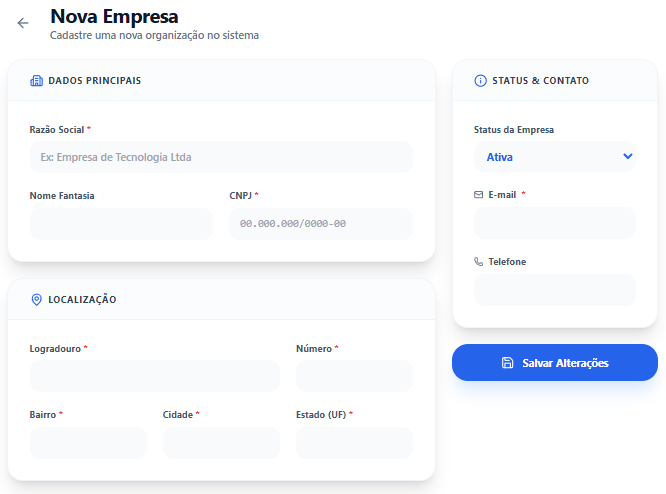 Nova Empresa
Cadastre uma nova organização no sistema
DADOS PRINCIPAIS
Razão Social *
Ex: Empresa de Tecnologia Ltda
Nome Fantasia
CNPJ *
00.000.000/0000-00
LOCALIZAÇÃO
Logradouro *
Número *
Bairro *
Cidade *
Estado (UF) *
STATUS & CONTATO
Status da Empresa
Ativa
E-mail *
Telefone
Salvar Alterações